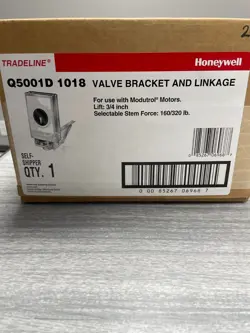 2
TRADELINE®
Honeywell
Q5001D 1018 VALVE BRACKET AND LINKAGE
For use with Modutrol® Motors.
Lift: 3/4 inch
Selectable Stem Force: 160/320 lb.
SELF-
SHIPPER
QTY. 1
0 00 85267 06968 7